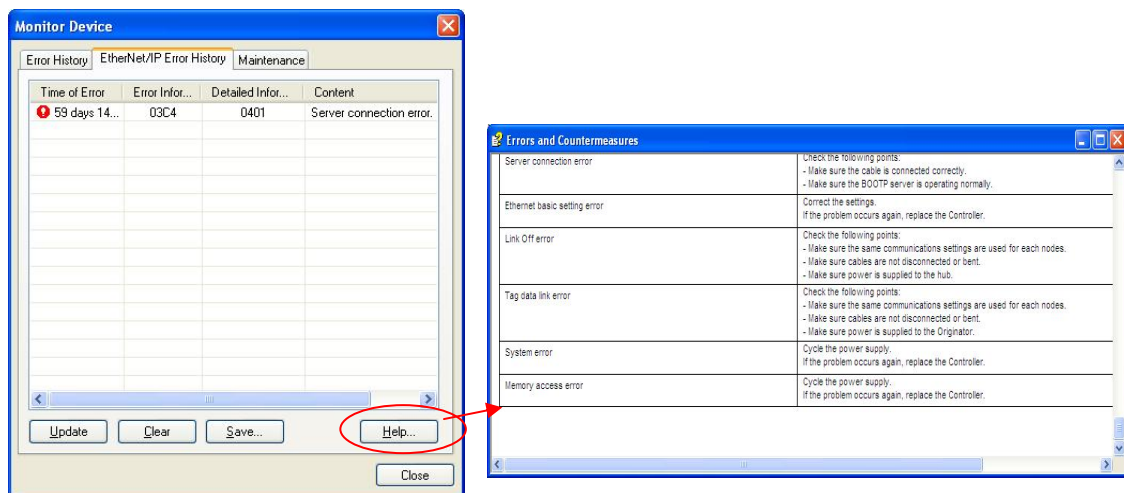 Monitor Device
Error History EtherNet/IP Error History Maintenance
Time of Error Error Infor... Detailed Infor... Content
59 days 14... 03C4 0401 Server connection error.
Update Clear Save... Help...
Close
Errors and Countermeasures
Server connection error
Check the following points:
- Make sure the cable is connected correctly.
- Make sure the BOOTP server is operating normally.
Ethernet basic setting error
Correct the settings.
If the problem occurs again, replace the Controller.
Link Off error
Check the following points:
- Make sure the same communications settings are used for each nodes.
- Make sure cables are not disconnected or bent.
- Make sure power is supplied to the hub.
Tag data link error
Check the following points:
- Make sure the same communications settings are used for each nodes.
- Make sure cables are not disconnected or bent.
- Make sure power is supplied to the Originator.
System error
Cycle the power supply.
If the problem occurs again, replace the Controller.
Memory access error
Cycle the power supply.
If the problem occurs again, replace the Controller.